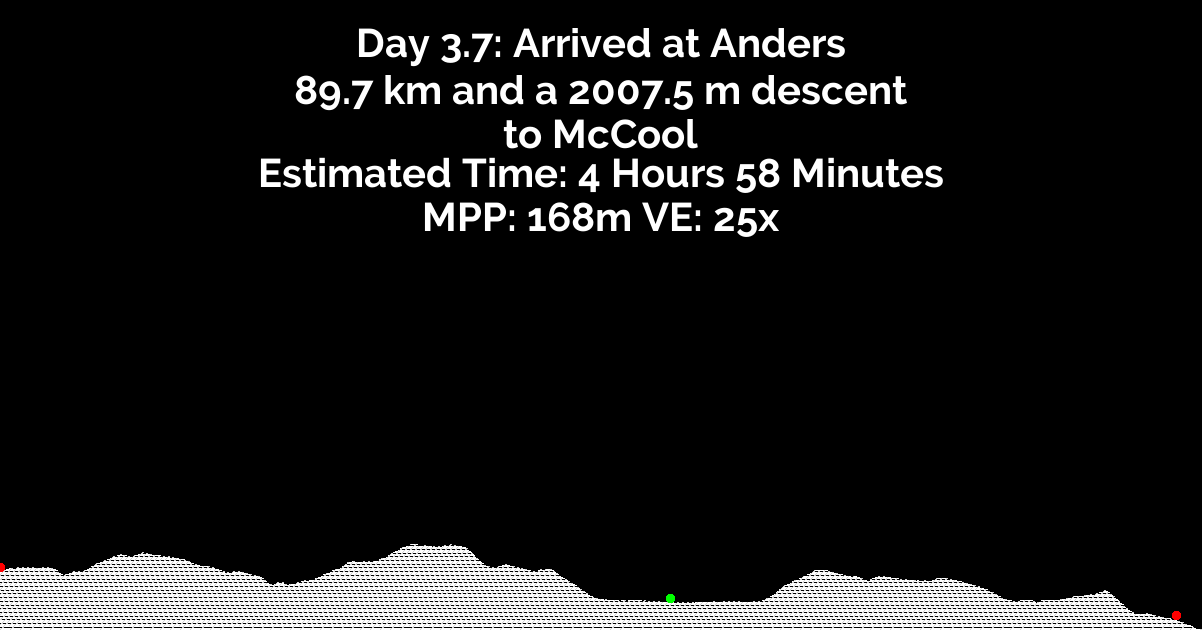 Day 3.7: Arrived at Anders
89.7 km and a 2007.5 m descent
to McCool
Estimated Time: 4 Hours 58 Minutes
MPP: 168m VE: 25x